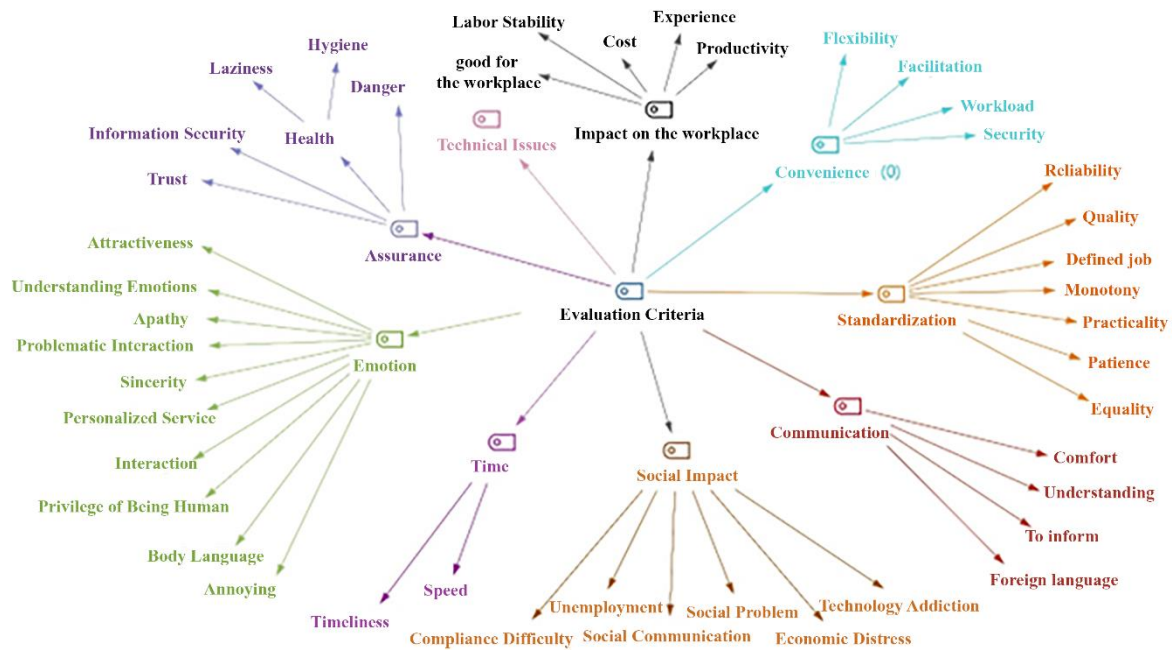 Labor Stability
Experience
Cost
Productivity
good for
the workplace
Impact on the workplace
Technical Issues
Hygiene
Laziness
Danger
Information Security
Health
Trust
Assurance
Flexibility
Facilitation
Workload
Security
Convenience (0)
Reliability
Quality
Defined job
Monotony
Practicality
Patience
Equality
Standardization
Evaluation Criteria
Attractiveness
Understanding Emotions
Apathy
Problematic Interaction
Sincerity
Personalized Service
Interaction
Privilege of Being Human
Body Language
Annoying
Emotion
Time
Speed
Timeliness
Social Impact
Unemployment
Compliance Difficulty
Social Communication
Social Problem
Economic Distress
Technology Addiction
Communication
Comfort
Understanding
To inform
Foreign language